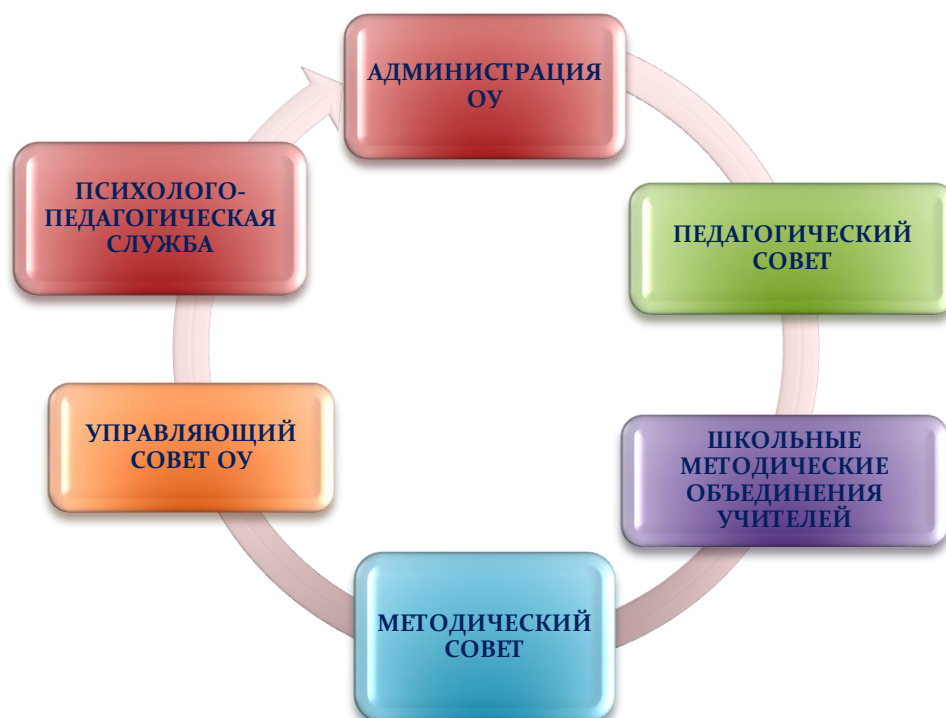 АДМИНИСТРАЦИЯ
ОУ
ПЕДАГОГИЧЕСКИЙ
СОВЕТ
ШКОЛЬНЫЕ
МЕТОДИЧЕСКИЕ
ОБЪЕДИНЕНИЯ
УЧИТЕЛЕЙ
МЕТОДИЧЕСКИЙ
СОВЕТ
УПРАВЛЯЮЩИЙ
СОВЕТ ОУ
ПСИХОЛОГО-
ПЕДАГОГИЧЕСКАЯ
СЛУЖБА